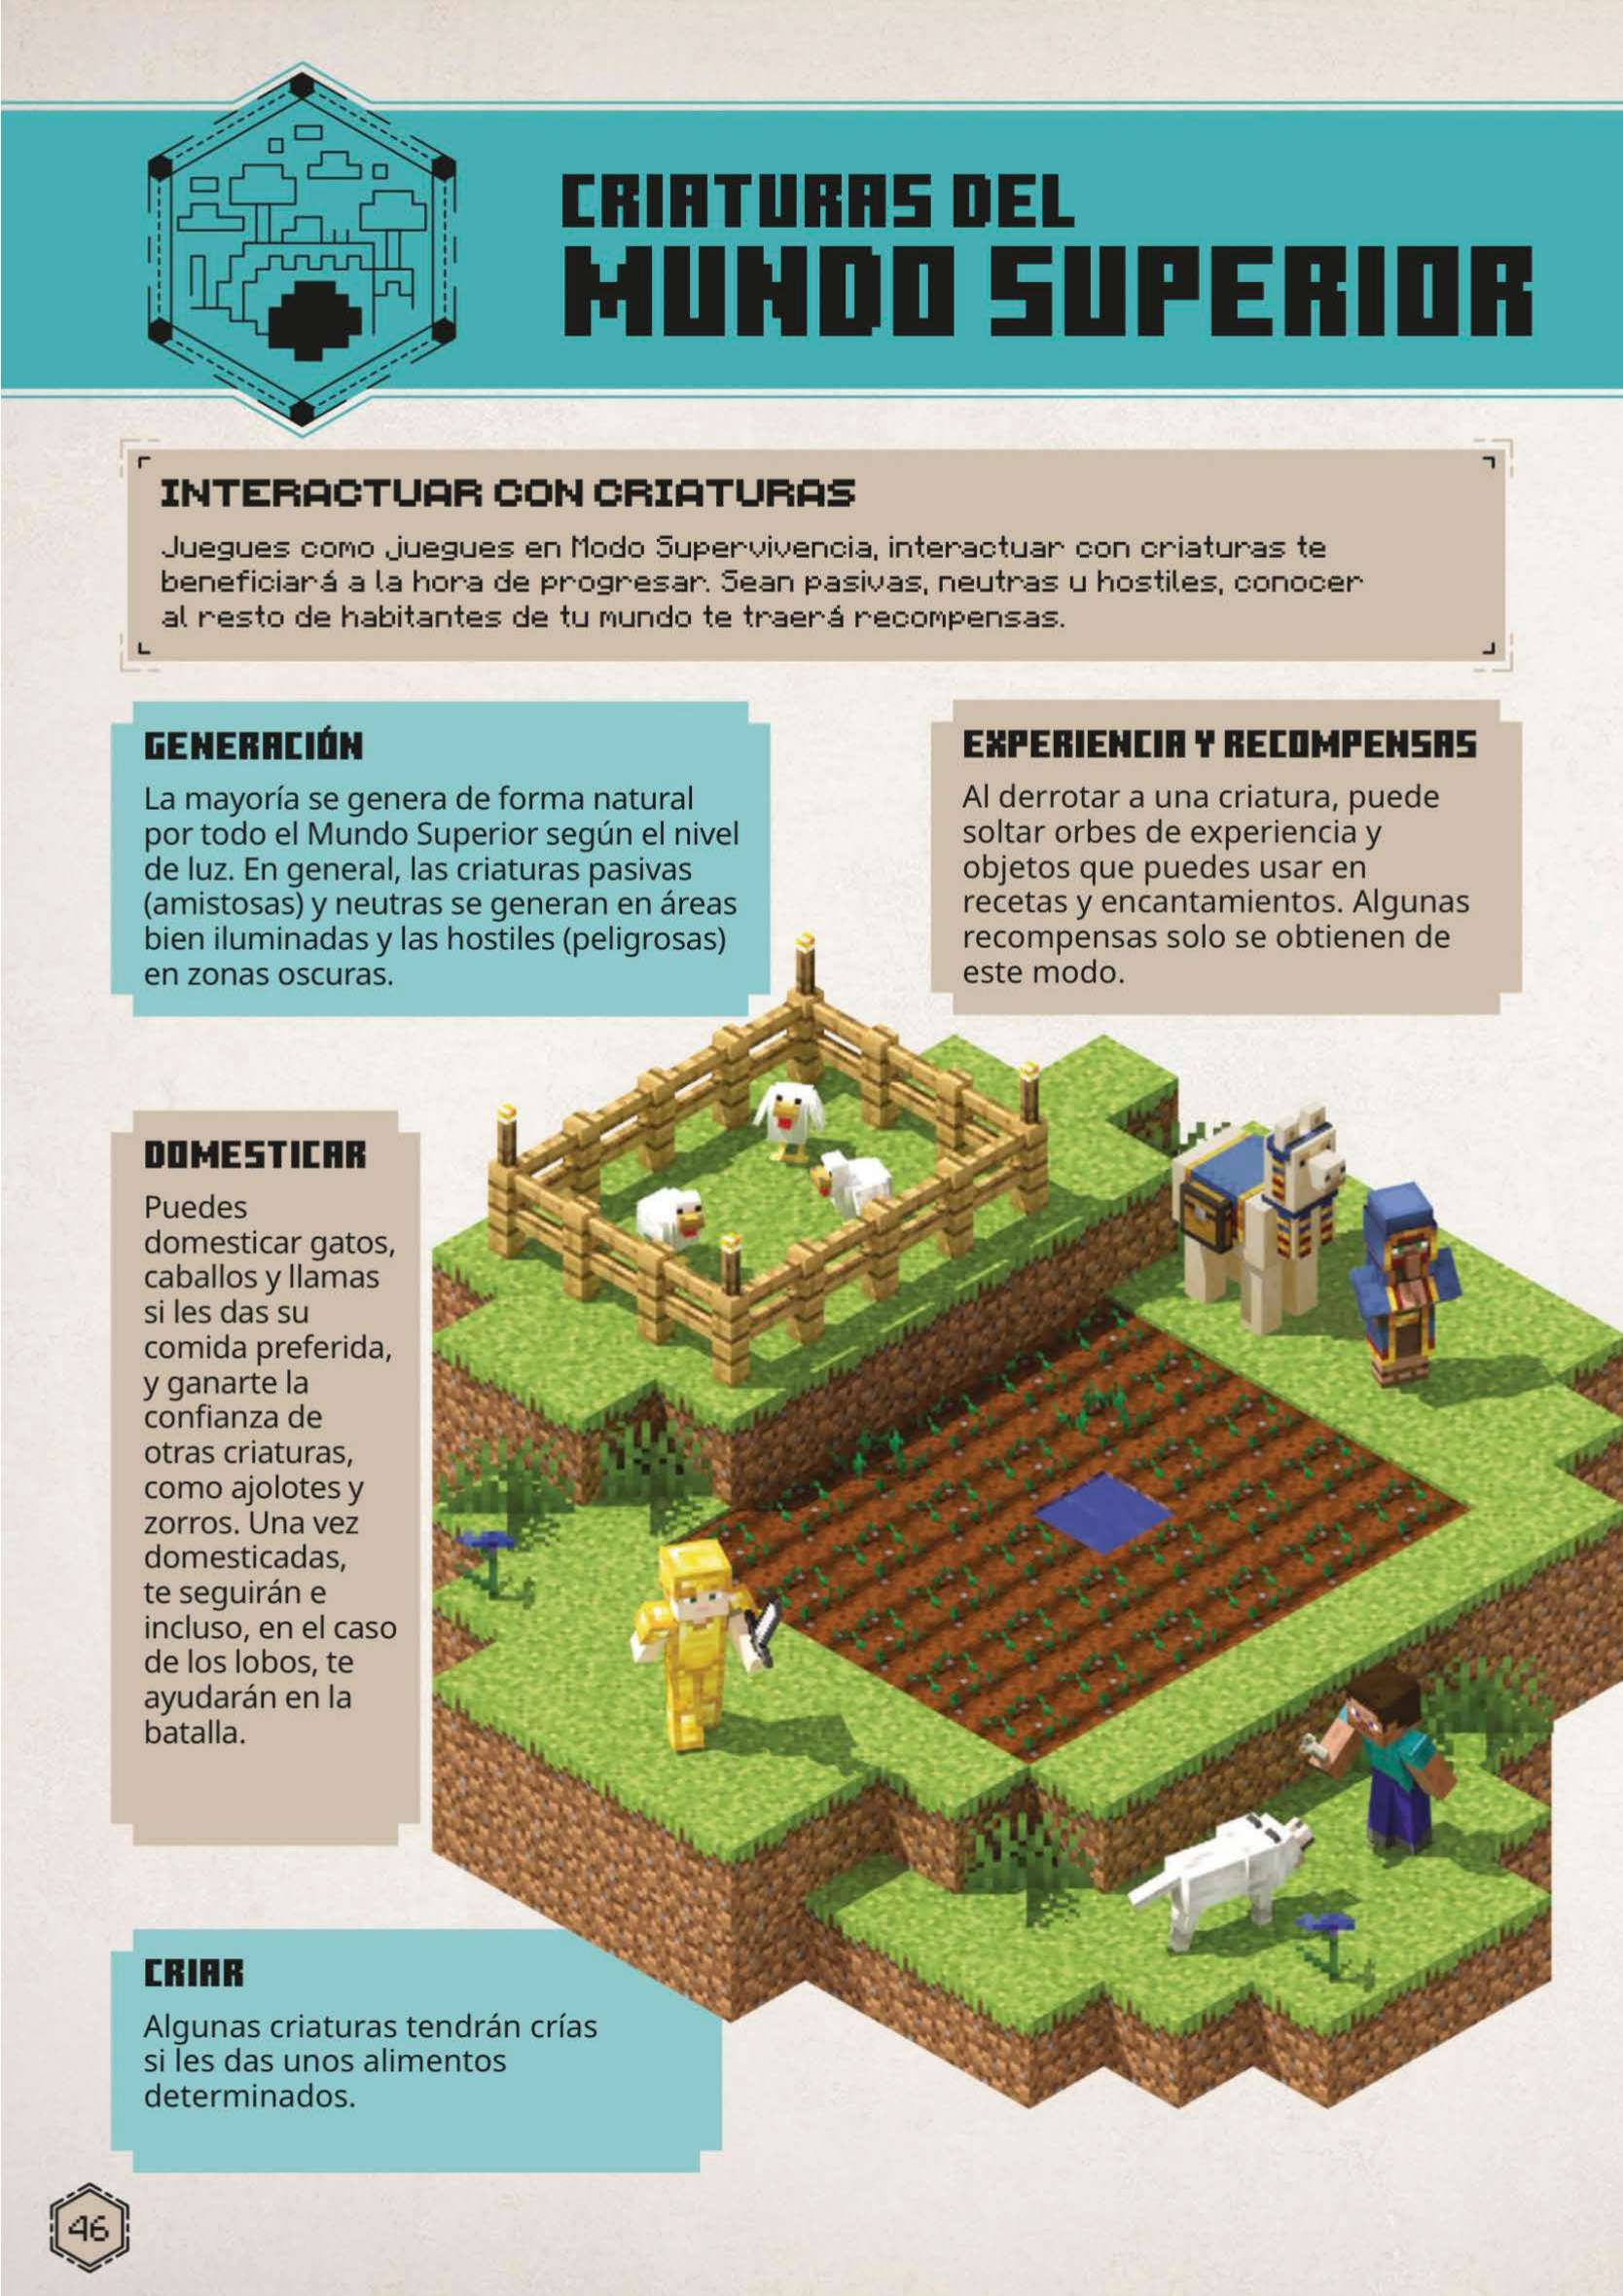 CRIATURAS DEL
MUNDO SUPERIOR
INTERACTUAR CON CRIATURAS
Juegues como juegues en Modo Supervivencia, interactuar con criaturas te
beneficiará a la hora de progresar. Sean pasivas, neutras u hostiles, conocer
al resto de habitantes de tu mundo te traerá recompensas.
GENERACIÓN
La mayoría se genera de forma natural
por todo el Mundo Superior según el nivel
de luz. En general, las criaturas pasivas
(amistosas) y neutras se generan en áreas
bien iluminadas y las hostiles (peligrosas)
en zonas oscuras.
EXPERIENCIA Y RECOMPENSAS
Al derrotar a una criatura, puede
soltar orbes de experiencia y
objetos que puedes usar en
recetas y encantamientos. Algunas
recompensas solo se obtienen de
este modo.
DOMESTICAR
Puedes
domesticar gatos,
caballos y llamas
si les das su
comida preferida,
y ganarte la
confianza de
otras criaturas,
como ajolotes y
zorros. Una vez
domesticadas,
te seguirán e
incluso, en el caso
de los lobos, te
ayudarán en la
batalla.
CRIAR
Algunas criaturas tendrán crías
si les das unos alimentos
determinados.
46